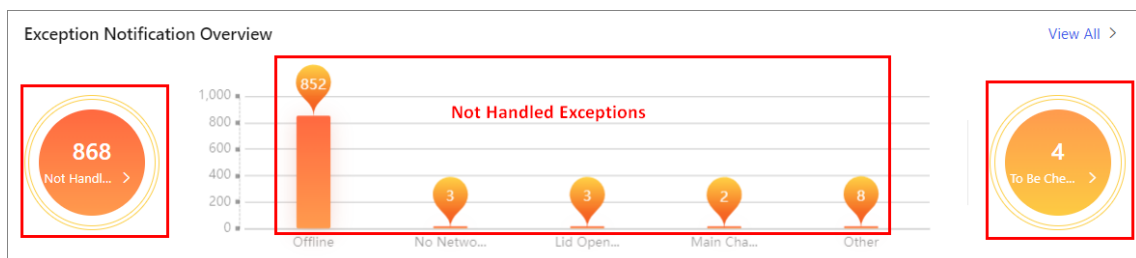 Exception Notification Overview
View All
868
Not Handl...
1,000
800
600
400
200
0
852
3
3
2
8
Not Handled Exceptions
Offline
No Netwo...
Lid Open...
Main Cha...
Other
4
To Be Che...